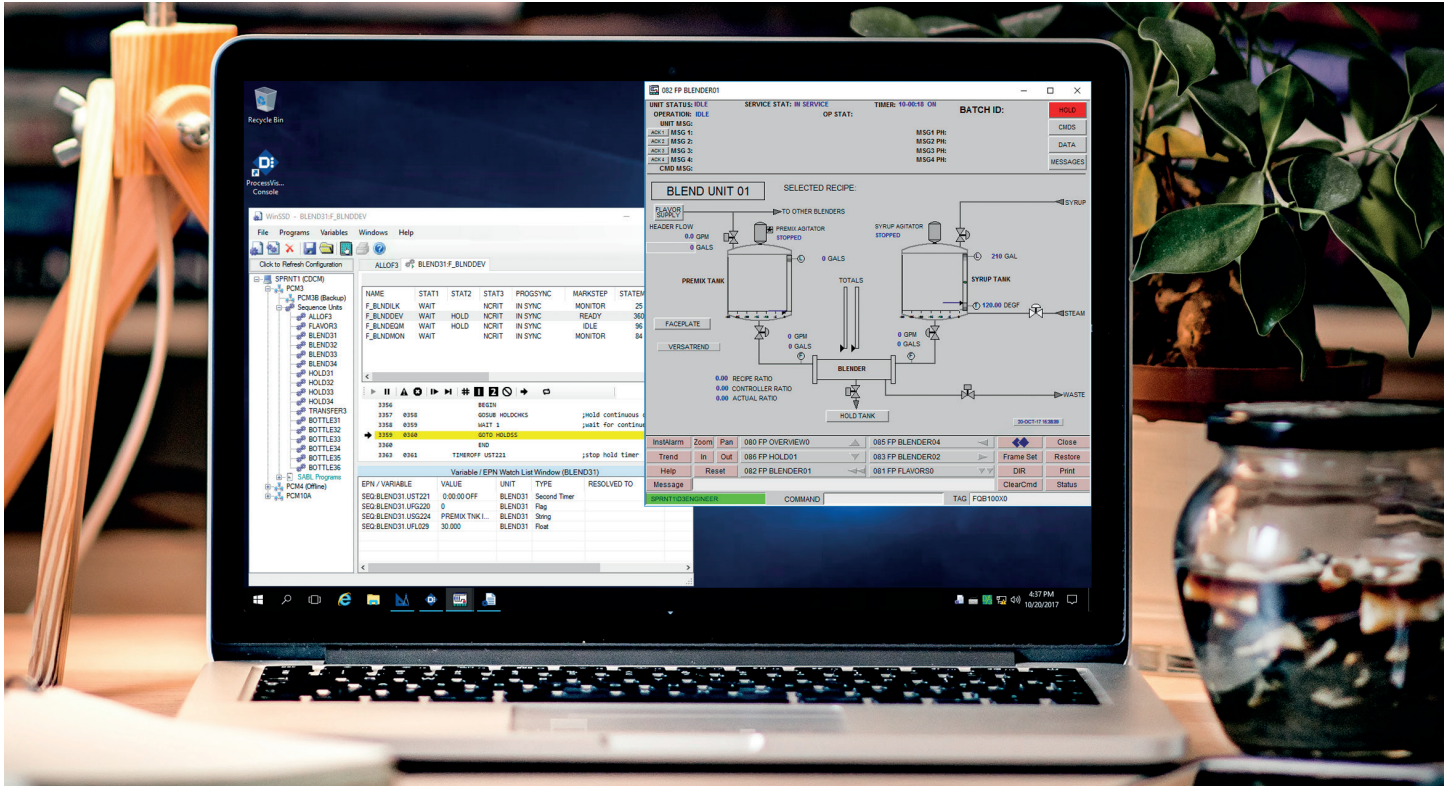 Recycle Bin
ProcessVis...
Console
WinSSD - BLEND31:F_BLNDDEV
File Programs Variables Windows Help
Click to Refresh Configuration
ALLOF3 BLEND31:F_BLNDDEV
SPRNT1 (CDCM)
PCM3
PCM3B (Backup)
Sequence Units
ALLOF3
FLAVOR3
BLEND31
BLEND32
BLEND33
BLEND34
HOLD31
HOLD32
HOLD33
HOLD34
TRANSFER3
BOTTLE31
BOTTLE32
BOTTLE33
BOTTLE34
BOTTLE35
BOTTLE36
SABL Programs
PCM4 (Offline)
PCM10A
NAME STAT1 STAT2 STAT3 PROGSYNC MARKSTEP STATEM
F_BLNDILK WAIT NCRIT IN SYNC MONITOR 25
F_BLNDDEV WAIT HOLD NCRIT IN SYNC READY 360
F_BLNDEQM WAIT HOLD NCRIT IN SYNC IDLE 96
F_BLNDMON WAIT NCRIT IN SYNC MONITOR 84
3356 BEGIN
3357 0358 GOSUB HOLDCHKS ;Hold continuous
3358 0359 WAIT 1 ;wait for continue
3359 0360 GOTO HOLDSS
3360 END
3363 0361 TIMEROFF UST221 ;stop hold timer
Variable / EPN Watch List Window (BLEND31)
EPN / VARIABLE VALUE UNIT TYPE RESOLVED TO
SEQ:BLEND31.UST221 0:00:00 OFF BLEND31 Second Timer
SEQ:BLEND31.UFG220 0 BLEND31 Flag
SEQ:BLEND31.USG224 PREMIX TNK I... BLEND31 String
SEQ:BLEND31.UFL029 30.000 BLEND31 Float
082 FP BLENDER01
UNIT STATUS: IDLE SERVICE STAT: IN SERVICE TIMER: 10-00:18 ON BATCH ID: HOLD
OPERATION: IDLE OP STAT:
UNIT MSG: CMDS
ACK 1 MSG 1: MSG1 PH:
ACK 2 MSG 2: MSG2 PH: DATA
ACK 3 MSG 3: MSG3 PH:
ACK 4 MSG 4: MSG4 PH: MESSAGES
CMD MSG:
BLEND UNIT 01 SELECTED RECIPE:
SYRUP
FLAVOR
SUPPLY
TO OTHER BLENDERS
HEADER FLOW
0.0 GPM
0 GALS
PREMIX AGITATOR
STOPPED
SYRUP AGITATOR
STOPPED
L 0 GALS
L 210 GAL
PREMIX TANK
TOTALS
SYRUP TANK
T 120.00 DEGF
STEAM
FACEPLATE
VERSATREND
0 GPM
0 GALS
F
0 GPM
0 GALS
F
BLENDER
0.00 RECIPE RATIO
0.00 CONTROLLER RATIO
0.00 ACTUAL RATIO
WASTE
HOLD TANK
InstAlarm Zoom Pan 080 FP OVERVIEW0 085 FP BLENDER04 Close
Trend In Out 086 FP HOLD01 083 FP BLENDER02 Frame Set Restore
Help Reset 082 FP BLENDER01 081 FP FLAVORS0 DIR Print
Message ClearCmd Status
SPRNT1\D3ENGINEER COMMAND TAG FQB100X0
4:37 PM
10/20/2017